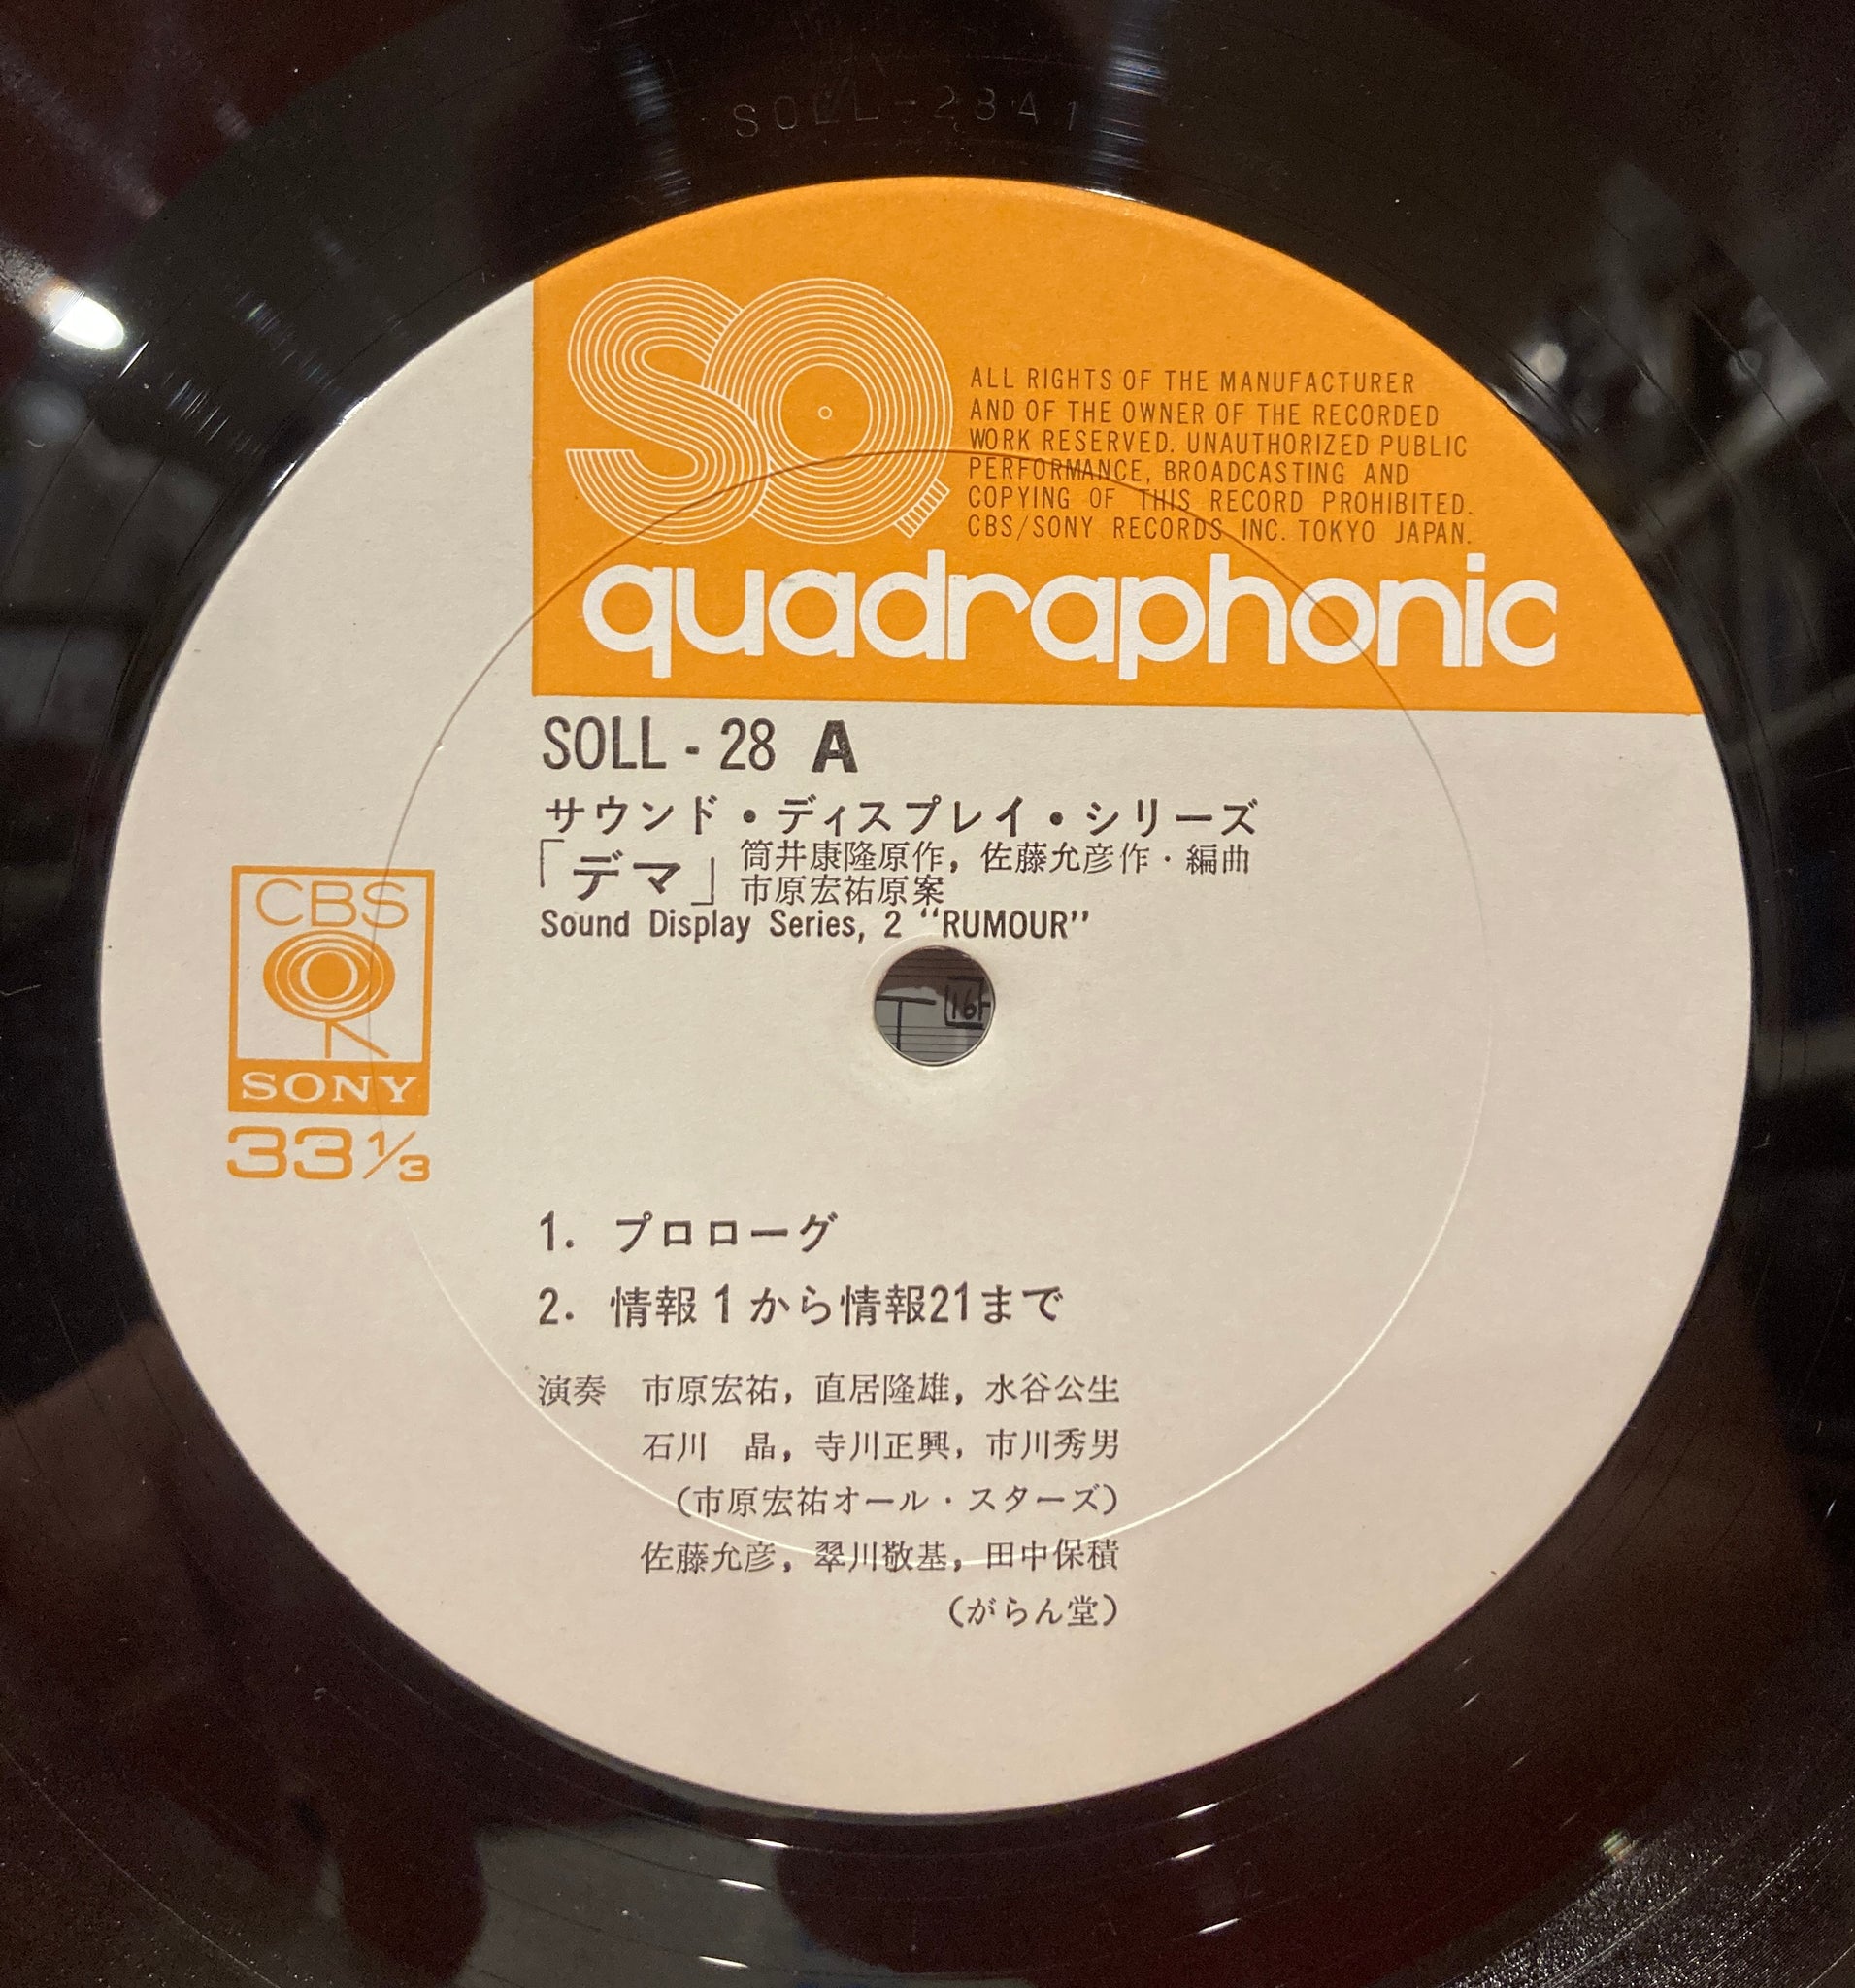 SOLL-28A1
SQ
ALL RIGHTS OF THE MANUFACTURER
AND OF THE OWNER OF THE RECORDED
WORK RESERVED. UNAUTHORIZED PUBLIC
PERFORMANCE, BROADCASTING AND
COPYING OF THIS RECORD PROHIBITED.
CBS/SONY RECORDS INC. TOKYO JAPAN.
quadraphonic
SOLL - 28 A
サウンド・ディスプレイ・シリーズ
「デマ」筒井康隆原作, 佐藤允彦作・編曲
市原宏祐原案
Sound Display Series, 2 “RUMOUR”
CBS
SONY
33 1/3
1. プロローグ
2. 情報1から情報21まで
演奏 市原宏祐, 直居隆雄, 水谷公生
石川 晶, 寺川正興, 市川秀男
(市原宏祐オール・スターズ)
佐藤允彦, 翠川敬基, 田中保積
(がらん堂)